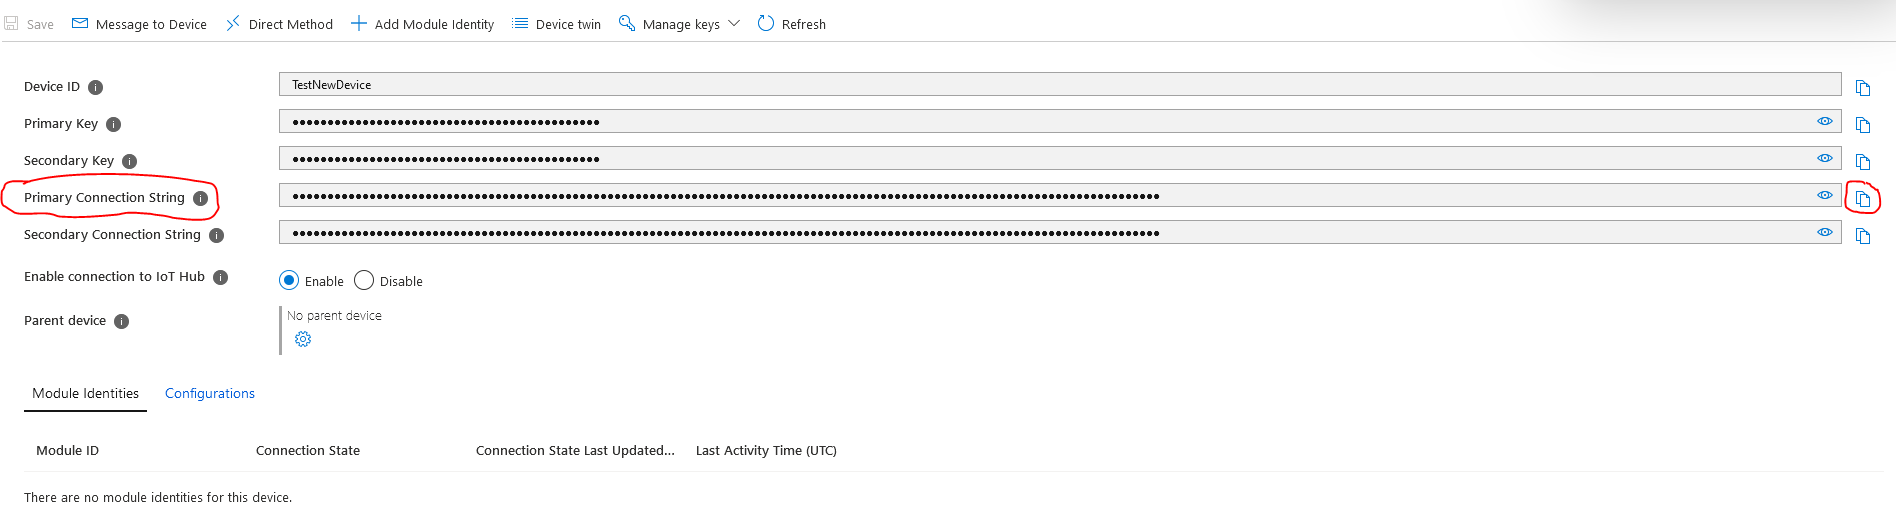 Save Message to Device Direct Method Add Module Identity Device twin Manage keys Refresh
Device ID TestNewDevice
Primary Key ••••••••••••••••••••••••••••••••••••••••••••
Secondary Key ••••••••••••••••••••••••••••••••••••••••••••
Primary Connection String ••••••••••••••••••••••••••••••••••••••••••••••••••••••••••••••••••••••••••••••••••••••••••••••••••••••••••••••••••••••••••••
Secondary Connection String ••••••••••••••••••••••••••••••••••••••••••••••••••••••••••••••••••••••••••••••••••••••••••••••••••••••••••••••••••••••••••••
Enable connection to IoT Hub Enable Disable
Parent device No parent device
Module Identities Configurations
Module ID Connection State Connection State Last Updated... Last Activity Time (UTC)
There are no module identities for this device.